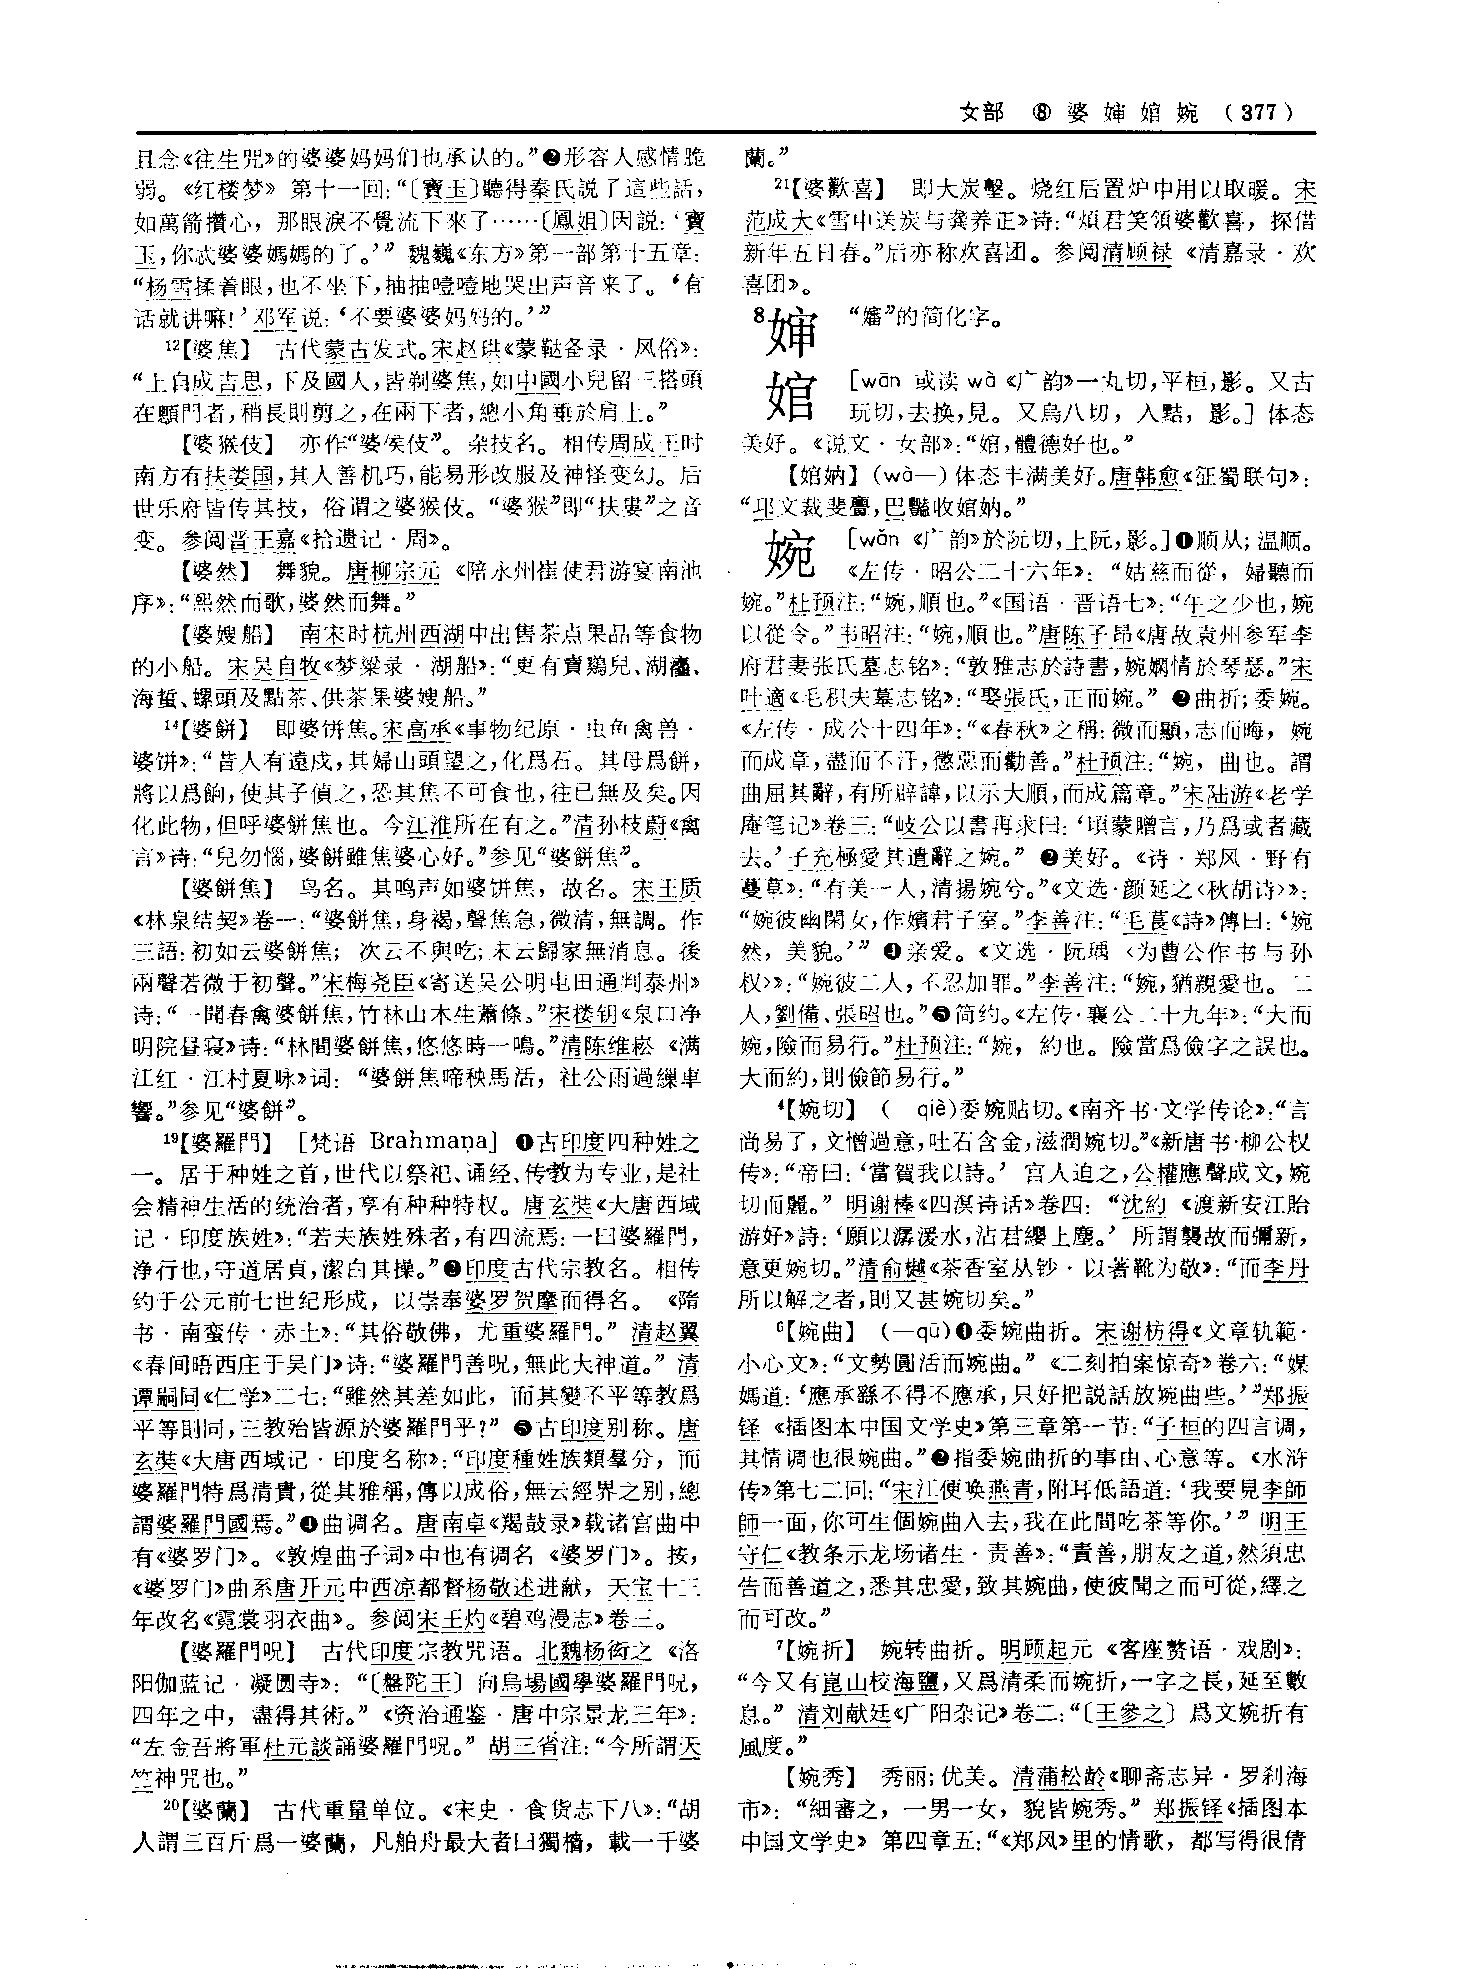 女部 ⑧ 婆 婶 婠 婉 (377)
且念《往生咒》的婆婆妈妈们也承认的。”❷形容人感情脆
弱。《红楼梦》第十一回:“〔寶玉〕聽得秦氏説了這些話,
如萬箭攢心,那眼淚不覺流下來了……〔鳳姐〕因説:‘寶
玉,你忒婆婆媽媽的了。’” 魏巍《东方》第一部第十五章:
“杨雪揉着眼,也不坐下,抽抽噎噎地哭出声音来了。‘有
话就讲嘛!’邓军说:‘不要婆婆妈妈的。’”
12【婆焦】 古代蒙古发式。宋赵珙《蒙鞑备录·风俗》:
“上自成吉思,下及國人,皆剃婆焦,如中國小兒留三搭頭
在顖門者,稍長則剪之,在兩下者,總小角垂於肩上。”
【婆猴伎】 亦作“婆侯伎”。杂技名。相传周成王时
南方有扶娄国,其人善机巧,能易形改服及神怪变幻。后
世乐府皆传其技,俗谓之婆猴伎。“婆猴”即“扶婁”之音
变。参阅晋王嘉《拾遗记·周》。
【婆然】 舞貌。唐柳宗元《陪永州崔使君游宴南池
序》:“熙然而歌,婆然而舞。”
【婆嫂船】 南宋时杭州西湖中出售茶点果品等食物
的小船。宋吴自牧《梦粱录·湖船》:“更有賣鷄兒、湖齏、
海蜇、螺頭及點茶、供茶果婆嫂船。”
14【婆餅】 即婆饼焦。宋高承《事物纪原·虫鱼禽兽·
婆饼》:“昔人有遠戍,其婦山頭望之,化爲石。其母爲餅,
將以爲餉,使其子偵之,恐其焦不可食也,往已無及矣。因
化此物,但呼婆餅焦也。今江淮所在有之。”清孙枝蔚《禽
言》诗:“兒勿惱,婆餅雖焦婆心好。”参见“婆餅焦”。
【婆餅焦】 鸟名。其鸣声如婆饼焦,故名。宋王质
《林泉结契》卷一:“婆餅焦,身褐,聲焦急,微清,無調。作
三語:初如云婆餅焦;次云不與吃;末云歸家無消息。後
兩聲若微于初聲。”宋梅尧臣《寄送吴公明屯田通判泰州》
诗:“一聞春禽婆餅焦,竹林山木生蕭條。”宋楼钥《泉口净
明院昼寝》诗:“林間婆餅焦,悠悠時一鳴。”清陈维崧《满
江红·江村夏咏》词:“婆餅焦啼秧馬活,社公雨過繅車
響。”参见“婆餅”。
19【婆羅門】 [梵语 Brahmaṇa] ❶古印度四种姓之
一。居于种姓之首,世代以祭祀、诵经、传教为专业,是社
会精神生活的统治者,享有种种特权。唐玄奘《大唐西域
记·印度族姓》:“若夫族姓殊者,有四流焉:一曰婆羅門,
净行也,守道居貞,潔白其操。”❷印度古代宗教名。相传
约于公元前七世纪形成,以崇奉婆罗贺摩而得名。《隋
书·南蛮传·赤土》:“其俗敬佛,尤重婆羅門。”清赵翼
《春间晤西庄于吴门》诗:“婆羅門善呪,無此大神道。”清
谭嗣同《仁学》二七:“雖然其差如此,而其變不平等教爲
平等則同,三教殆皆源於婆羅門乎?”❸古印度别称。唐
玄奘《大唐西域记·印度名称》:“印度種姓族類羣分,而
婆羅門特爲清貴,從其雅稱,傳以成俗,無云經界之别,總
謂婆羅門國焉。”❹曲调名。唐南卓《羯鼓录》载诸宫曲中
有《婆罗门》。《敦煌曲子词》中也有调名《婆罗门》。按,
《婆罗门》曲系唐开元中西凉都督杨敬述进献,天宝十三
年改名《霓裳羽衣曲》。参阅宋王灼《碧鸡漫志》卷三。
【婆羅門呪】 古代印度宗教咒语。北魏杨衒之《洛
阳伽蓝记·凝圆寺》:“〔盤陀王〕向烏場國學婆羅門呪,
四年之中,盡得其術。”《资治通鉴·唐中宗景龙三年》:
“左金吾將軍杜元談誦婆羅門呪。”胡三省注:“今所謂天
竺神咒也。”
20【婆蘭】 古代重量单位。《宋史·食货志下八》:“胡
人謂三百斤爲一婆蘭,凡舶舟最大者曰獨檣,載一千婆
蘭。”
21【婆歡喜】 即大炭墼。烧红后置炉中用以取暖。宋
范成大《雪中送炭与龚养正》诗:“煩君笑領婆歡喜,探借
新年五日春。”后亦称欢喜团。参阅清顾禄《清嘉录·欢
喜团》。
8婶 “嬸”的简化字。
婠 [wān 或读 wà《广韵》一丸切,平桓,影。又古
玩切,去换,見。又烏八切,入黠,影。]体态
美好。《说文·女部》:“婠,體德好也。”
【婠妠】(wà—)体态丰满美好。唐韩愈《征蜀联句》:
“邛文裁斐亹,巴豔收婠妠。”
婉 [wǎn《广韵》於阮切,上阮,影。]❶顺从;温顺。
《左传·昭公二十六年》:“姑慈而從,婦聽而
婉。”杜预注:“婉,順也。”《国语·晋语七》:“午之少也,婉
以從令。”韦昭注:“婉,順也。”唐陈子昂《唐故袁州参军李
府君妻张氏墓志铭》:“敦雅志於詩書,婉嫻情於琴瑟。”宋
叶適《毛积夫墓志铭》:“娶張氏,正而婉。” ❷曲折;委婉。
《左传·成公十四年》:“《春秋》之稱:微而顯,志而晦,婉
而成章,盡而不汙,懲惡而勸善。”杜预注:“婉,曲也。謂
曲屈其辭,有所辟諱,以示大順,而成篇章。”宋陆游《老学
庵笔记》卷三:“岐公以書再求曰:‘頃蒙贈言,乃爲或者藏
去。’子充極愛其遣辭之婉。” ❸美好。《诗·郑风·野有
蔓草》:“有美一人,清揚婉兮。”《文选·颜延之<秋胡诗>》:
“婉彼幽閑女,作嬪君子室。”李善注:“毛萇《詩》傳曰:‘婉
然,美貌。’” ❹亲爱。《文选·阮瑀<为曹公作书与孙
权>》:“婉彼二人,不忍加罪。”李善注:“婉,猶親愛也。二
人,劉備、張昭也。”❺简约。《左传·襄公二十九年》:“大而
婉,險而易行。”杜预注:“婉,約也。險當爲儉字之誤也。
大而約,則儉節易行。”
4【婉切】 ( qiè)委婉贴切。《南齐书·文学传论》:“言
尚易了,文憎過意,吐石含金,滋潤婉切。”《新唐书·柳公权
传》:“帝曰:‘當賀我以詩。’宫人迫之,公權應聲成文,婉
切而麗。”明谢榛《四溟诗话》卷四:“沈約《渡新安江貽
游好》詩:‘願以潺湲水,沾君纓上塵。’所謂襲故而彌新,
意更婉切。”清俞樾《茶香室丛钞·以著靴为敬》:“而李丹
所以解之者,則又甚婉切矣。”
6【婉曲】 (—qū)❶委婉曲折。宋谢枋得《文章轨範·
小心文》:“文勢圓活而婉曲。”《二刻拍案惊奇》卷六:“媒
媽道:‘應承繇不得不應承,只好把説話放婉曲些。’”郑振
铎《插图本中国文学史》第三章第一节:“子桓的四言调,
其情调也很婉曲。”❷指委婉曲折的事由、心意等。《水浒
传》第七二回:“宋江便唤燕青,附耳低語道:‘我要見李師
師一面,你可生個婉曲入去,我在此間吃茶等你。’”明王
守仁《教条示龙场诸生·责善》:“責善,朋友之道,然須忠
告而善道之,悉其忠愛,致其婉曲,使彼聞之而可從,繹之
而可改。”
7【婉折】 婉转曲折。明顾起元《客座赘语·戏剧》:
“今又有崑山校海鹽,又爲清柔而婉折,一字之長,延至數
息。”清刘献廷《广阳杂记》卷二:“〔王參之〕爲文婉折有
風度。”
【婉秀】 秀丽;优美。清蒲松龄《聊斋志异·罗刹海
市》:“細審之,一男一女,貌皆婉秀。”郑振铎《插图本
中国文学史》第四章五:“《郑风》里的情歌,都写得很倩